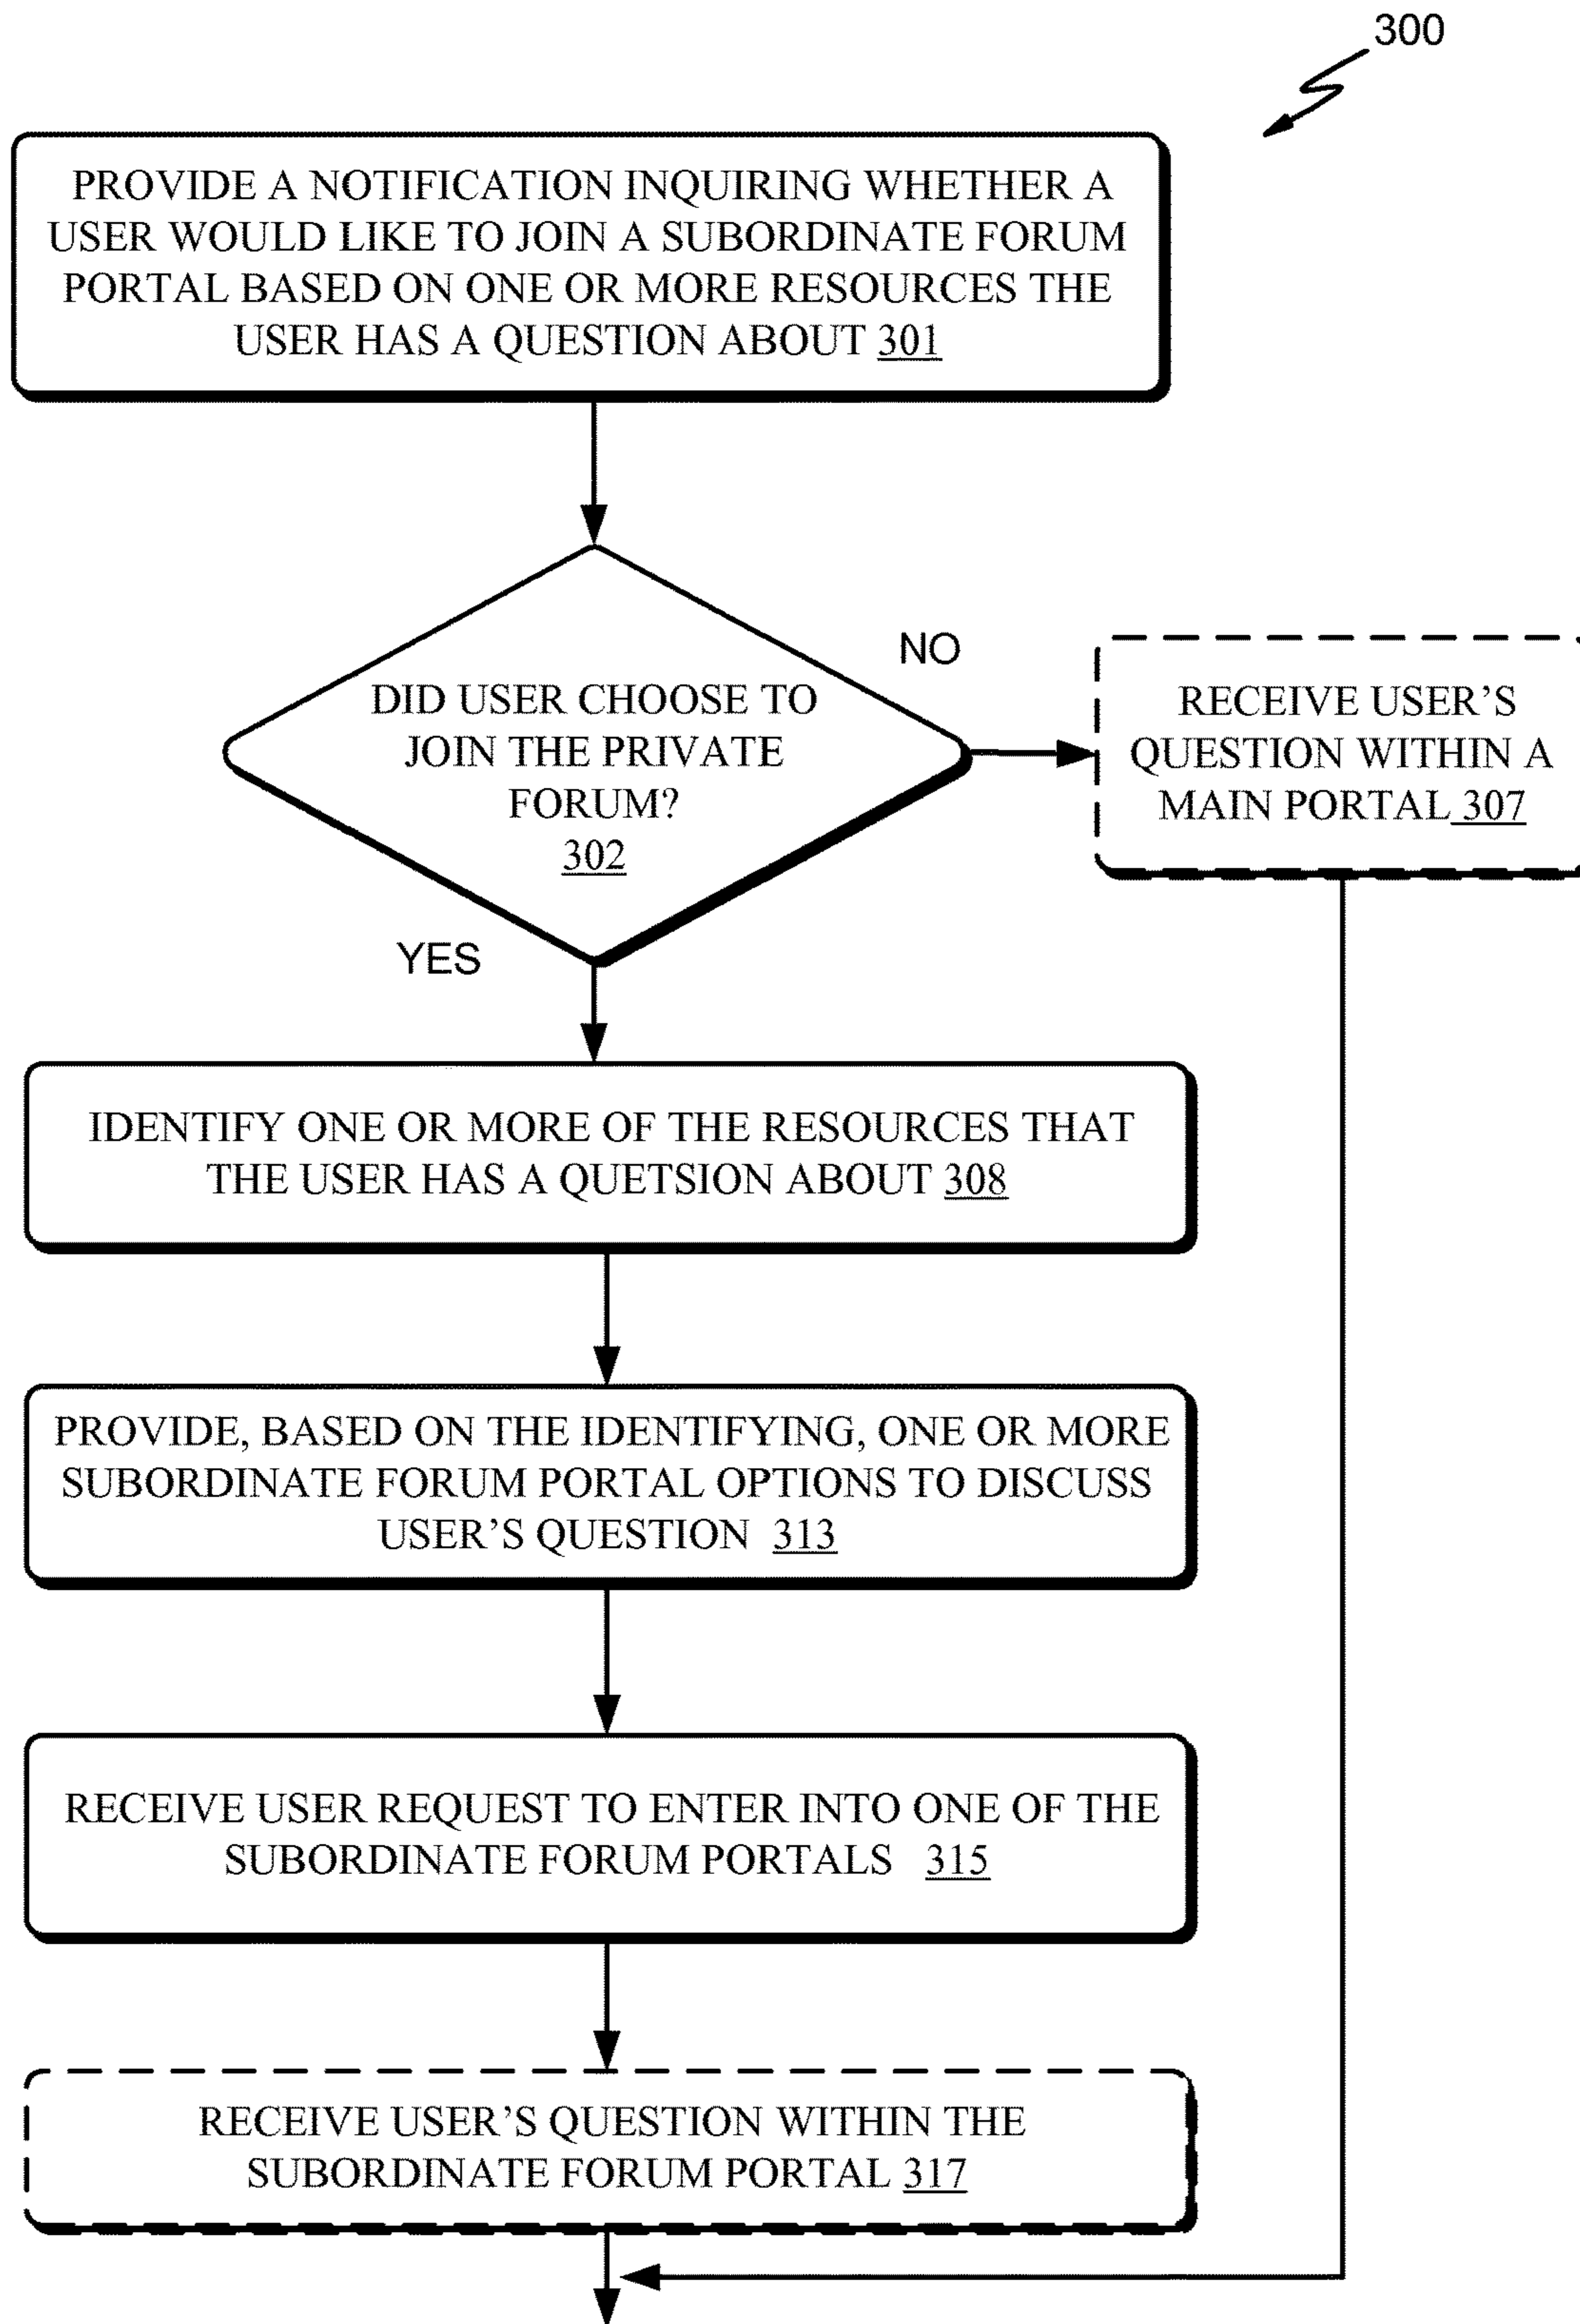 300
PROVIDE A NOTIFICATION INQUIRING WHETHER A
USER WOULD LIKE TO JOIN A SUBORDINATE FORUM
PORTAL BASED ON ONE OR MORE RESOURCES THE
USER HAS A QUESTION ABOUT 301
DID USER CHOOSE TO
JOIN THE PRIVATE
FORUM?
302
NO
RECEIVE USER’S
QUESTION WITHIN A
MAIN PORTAL 307
YES
IDENTIFY ONE OR MORE OF THE RESOURCES THAT
THE USER HAS A QUETSION ABOUT 308
PROVIDE, BASED ON THE IDENTIFYING, ONE OR MORE
SUBORDINATE FORUM PORTAL OPTIONS TO DISCUSS
USER’S QUESTION 313
RECEIVE USER REQUEST TO ENTER INTO ONE OF THE
SUBORDINATE FORUM PORTALS 315
RECEIVE USER’S QUESTION WITHIN THE
SUBORDINATE FORUM PORTAL 317